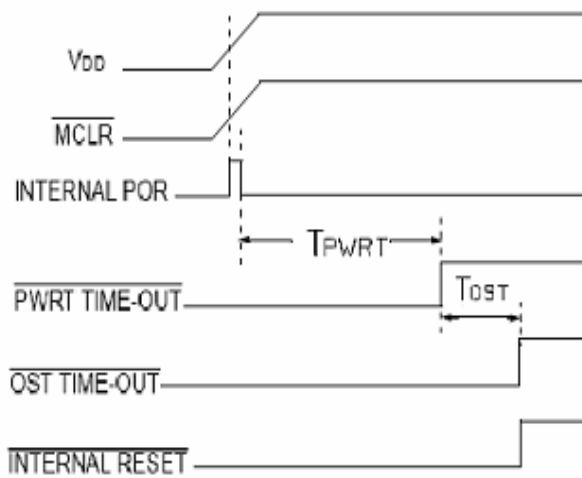 VDD
MCLR
INTERNAL POR
TPWRT
PWRT TIME-OUT
TOST
OST TIME-OUT
INTERNAL RESET